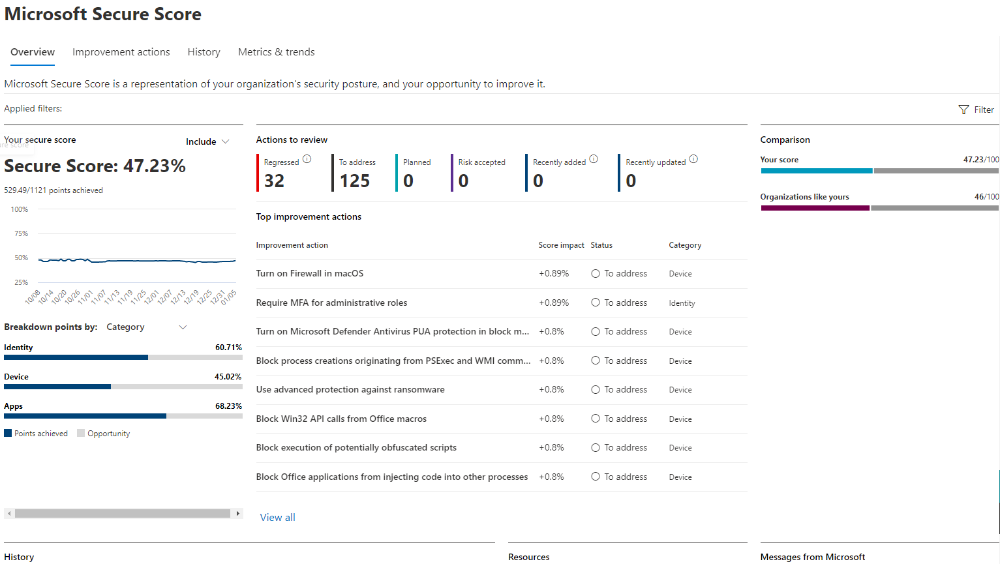 Microsoft Secure Score
Overview Improvement actions History Metrics & trends
Microsoft Secure Score is a representation of your organization's security posture, and your opportunity to improve it.
Applied filters:
Filter
Your secure score
Include
re score
Secure Score: 47.23%
529.49/1121 points achieved
100%
75%
50%
25%
10/08 10/14 10/20 10/26 11/01 11/07 11/13 11/19 11/25 12/01 12/07 12/13 12/19 12/25 12/31 01/05
Breakdown points by: Category
Identity 60.71%
Device 45.02%
Apps 68.23%
Points achieved Opportunity
Actions to review
Regressed To address Planned Risk accepted Recently added Recently updated
32 125 0 0 0 0
Top improvement actions
Improvement action Score impact Status Category
Turn on Firewall in macOS +0.89% To address Device
Require MFA for administrative roles +0.89% To address Identity
Turn on Microsoft Defender Antivirus PUA protection in block m... +0.8% To address Device
Block process creations originating from PSExec and WMI comm... +0.8% To address Device
Use advanced protection against ransomware +0.8% To address Device
Block Win32 API calls from Office macros +0.8% To address Device
Block execution of potentially obfuscated scripts +0.8% To address Device
Block Office applications from injecting code into other processes +0.8% To address Device
View all
Comparison
Your score 47.23/100
Organizations like yours 46/100
History
Resources
Messages from Microsoft